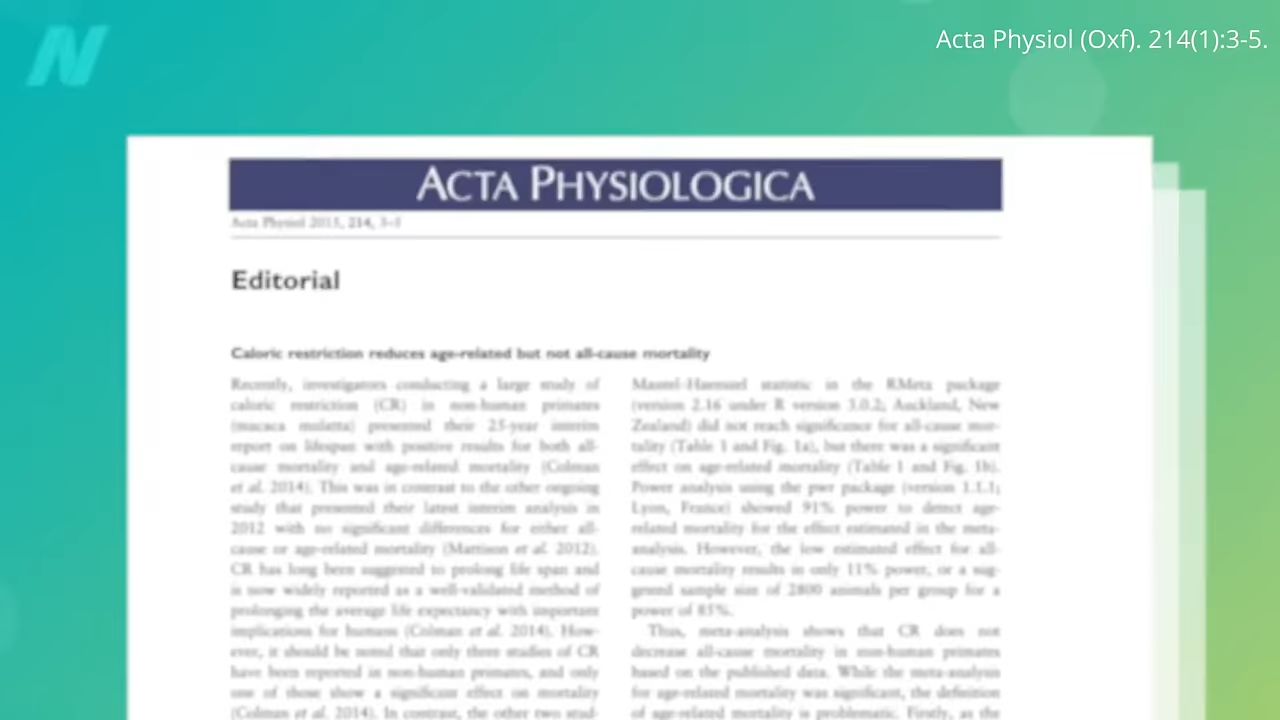 N
Acta Physiol (Oxf). 214(1):3-5.
ACTA PHYSIOLOGICA
Acta Physiol 2015, 214, 3–5
Editorial
Caloric restriction reduces age-related but not all-cause mortality
Recently, investigators conducting a large study of
caloric restriction (CR) in non-human primates
(macaca mulatta) presented their 25-year interim
report on lifespan with positive results for both all-
cause mortality and age-related mortality (Colman
et al. 2014). This was in contrast to the other ongoing
study that presented their latest interim analysis in
2012 with no significant differences for either all-
cause or age-related mortality (Mattison et al. 2012).
CR has long been suggested to prolong life span and
is now widely reported as a well-validated method of
prolonging the average life expectancy with important
implications for humans (Colman et al. 2014). How-
ever, it should be noted that only three studies of CR
have been reported in non-human primates, and only
one of those show a significant effect on mortality
(Colman et al. 2014). In contrast, the other two stud-
Mantel–Haenszel statistic in the RMeta package
(version 2.16 under R version 3.0.2; Auckland, New
Zealand) did not reach significance for all-cause mor-
tality (Table 1 and Fig. 1a), but there was a significant
effect on age-related mortality (Table 1 and Fig. 1b).
Power analysis using the pwr package (version 1.1.1;
Lyon, France) showed 91% power to detect age-
related mortality for the effect estimated in the meta-
analysis. However, the low estimated effect for all-
cause mortality results in only 11% power, or a sug-
gested sample size of 2800 animals per group for a
power of 85%.
Thus, meta-analysis shows that CR does not
decrease all-cause mortality in non-human primates
based on the published data. While the meta-analysis
for age-related mortality was significant, the definition
of age-related mortality is problematic. Firstly, as the